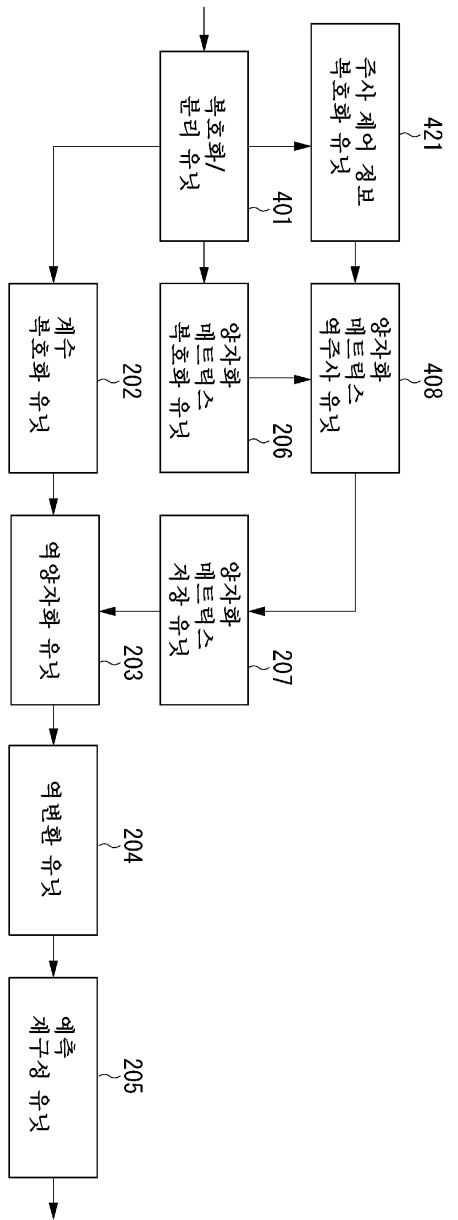 주사 제어 정보
복호화 유닛
421
복호화/
분리 유닛
401
양자화
매트릭스
역주사 유닛
408
양자화
매트릭스
복호화 유닛
206
계수
복호화 유닛
202
양자화
매트릭스
저장 유닛
207
역양자화 유닛
203
역변환 유닛
204
예측
재구성 유닛
205